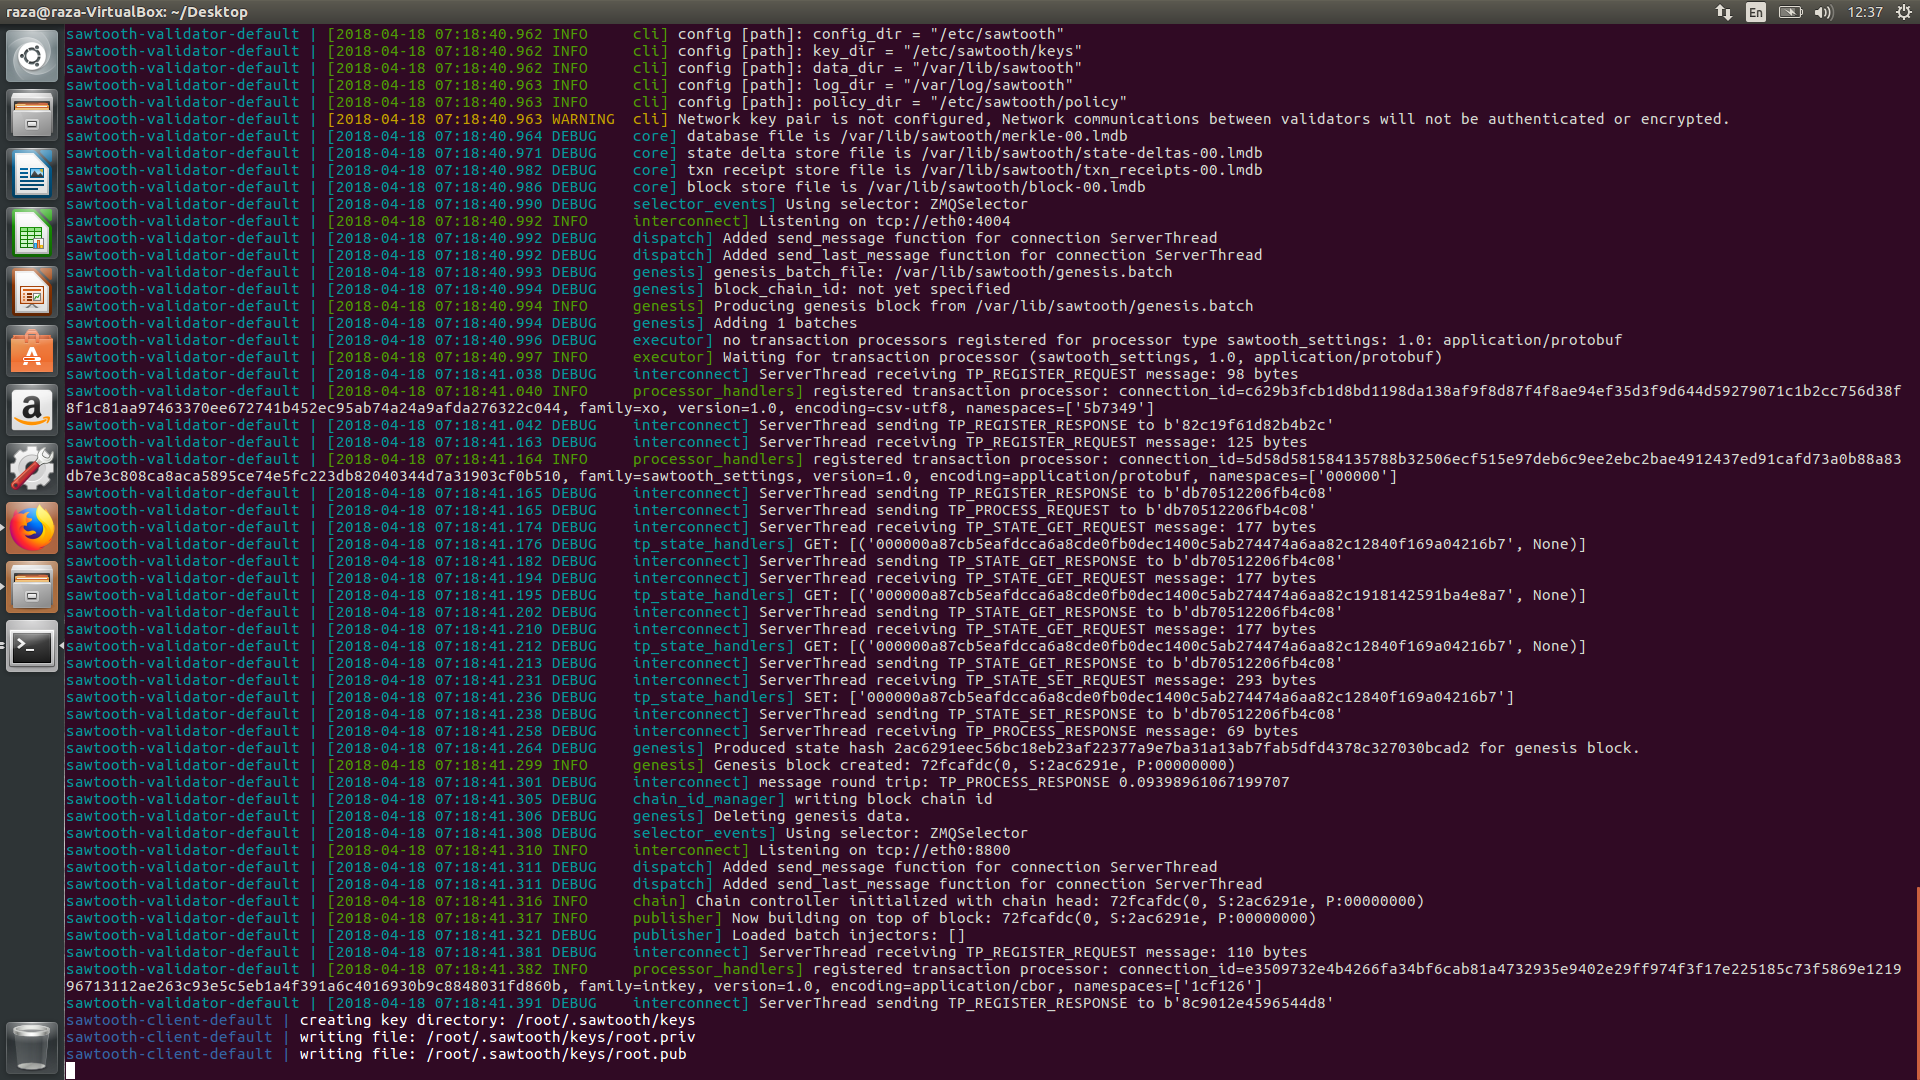 raza@raza-VirtualBox: ~/Desktop
En
12:37
sawtooth-validator-default | [2018-04-18 07:18:40.962 INFO     cli] config [path]: config_dir = "/etc/sawtooth"
sawtooth-validator-default | [2018-04-18 07:18:40.962 INFO     cli] config [path]: key_dir = "/etc/sawtooth/keys"
sawtooth-validator-default | [2018-04-18 07:18:40.962 INFO     cli] config [path]: data_dir = "/var/lib/sawtooth"
sawtooth-validator-default | [2018-04-18 07:18:40.963 INFO     cli] config [path]: log_dir = "/var/log/sawtooth"
sawtooth-validator-default | [2018-04-18 07:18:40.963 INFO     cli] config [path]: policy_dir = "/etc/sawtooth/policy"
sawtooth-validator-default | [2018-04-18 07:18:40.963 WARNING  cli] Network key pair is not configured, Network communications between validators will not be authenticated or encrypted.
sawtooth-validator-default | [2018-04-18 07:18:40.964 DEBUG    core] database file is /var/lib/sawtooth/merkle-00.lmdb
sawtooth-validator-default | [2018-04-18 07:18:40.971 DEBUG    core] state delta store file is /var/lib/sawtooth/state-deltas-00.lmdb
sawtooth-validator-default | [2018-04-18 07:18:40.982 DEBUG    core] txn receipt store file is /var/lib/sawtooth/txn_receipts-00.lmdb
sawtooth-validator-default | [2018-04-18 07:18:40.986 DEBUG    core] block store file is /var/lib/sawtooth/block-00.lmdb
sawtooth-validator-default | [2018-04-18 07:18:40.990 DEBUG    selector_events] Using selector: ZMQSelector
sawtooth-validator-default | [2018-04-18 07:18:40.992 INFO     interconnect] Listening on tcp://eth0:4004
sawtooth-validator-default | [2018-04-18 07:18:40.992 DEBUG    dispatch] Added send_message function for connection ServerThread
sawtooth-validator-default | [2018-04-18 07:18:40.992 DEBUG    dispatch] Added send_last_message function for connection ServerThread
sawtooth-validator-default | [2018-04-18 07:18:40.993 DEBUG    genesis] genesis_batch_file: /var/lib/sawtooth/genesis.batch
sawtooth-validator-default | [2018-04-18 07:18:40.994 DEBUG    genesis] block_chain_id: not yet specified
sawtooth-validator-default | [2018-04-18 07:18:40.994 INFO     genesis] Producing genesis block from /var/lib/sawtooth/genesis.batch
sawtooth-validator-default | [2018-04-18 07:18:40.994 DEBUG    genesis] Adding 1 batches
sawtooth-validator-default | [2018-04-18 07:18:40.996 DEBUG    executor] no transaction processors registered for processor type sawtooth_settings: 1.0: application/protobuf
sawtooth-validator-default | [2018-04-18 07:18:40.997 INFO     executor] Waiting for transaction processor (sawtooth_settings, 1.0, application/protobuf)
sawtooth-validator-default | [2018-04-18 07:18:41.038 DEBUG    interconnect] ServerThread receiving TP_REGISTER_REQUEST message: 98 bytes
sawtooth-validator-default | [2018-04-18 07:18:41.040 INFO     processor_handlers] registered transaction processor: connection_id=c629b3fcb1d8bd1198da138af9f8d87f4f8ae94ef35d3f9d644d59279071c1b2cc756d38f
8f1c81aa97463370ee672741b452ec95ab74a24a9afda276322c044, family=xo, version=1.0, encoding=csv-utf8, namespaces=['5b7349']
sawtooth-validator-default | [2018-04-18 07:18:41.042 DEBUG    interconnect] ServerThread sending TP_REGISTER_RESPONSE to b'82c19f61d82b4b2c'
sawtooth-validator-default | [2018-04-18 07:18:41.163 DEBUG    interconnect] ServerThread receiving TP_REGISTER_REQUEST message: 125 bytes
sawtooth-validator-default | [2018-04-18 07:18:41.164 INFO     processor_handlers] registered transaction processor: connection_id=5d58d581584135788b32506ecf515e97deb6c9ee2ebc2bae4912437ed91cafd73a0b88a83
db7e3c808ca8aca5895ce74e5fc223db82040344d7a31903cf0b510, family=sawtooth_settings, version=1.0, encoding=application/protobuf, namespaces=['000000']
sawtooth-validator-default | [2018-04-18 07:18:41.165 DEBUG    interconnect] ServerThread sending TP_REGISTER_RESPONSE to b'db70512206fb4c08'
sawtooth-validator-default | [2018-04-18 07:18:41.165 DEBUG    interconnect] ServerThread sending TP_PROCESS_REQUEST to b'db70512206fb4c08'
sawtooth-validator-default | [2018-04-18 07:18:41.174 DEBUG    interconnect] ServerThread receiving TP_STATE_GET_REQUEST message: 177 bytes
sawtooth-validator-default | [2018-04-18 07:18:41.176 DEBUG    tp_state_handlers] GET: [('000000a87cb5eafdcca6a8cde0fb0dec1400c5ab274474a6aa82c12840f169a04216b7', None)]
sawtooth-validator-default | [2018-04-18 07:18:41.182 DEBUG    interconnect] ServerThread sending TP_STATE_GET_RESPONSE to b'db70512206fb4c08'
sawtooth-validator-default | [2018-04-18 07:18:41.194 DEBUG    interconnect] ServerThread receiving TP_STATE_GET_REQUEST message: 177 bytes
sawtooth-validator-default | [2018-04-18 07:18:41.195 DEBUG    tp_state_handlers] GET: [('000000a87cb5eafdcca6a8cde0fb0dec1400c5ab274474a6aa82c1918142591ba4e8a7', None)]
sawtooth-validator-default | [2018-04-18 07:18:41.202 DEBUG    interconnect] ServerThread sending TP_STATE_GET_RESPONSE to b'db70512206fb4c08'
sawtooth-validator-default | [2018-04-18 07:18:41.210 DEBUG    interconnect] ServerThread receiving TP_STATE_GET_REQUEST message: 177 bytes
sawtooth-validator-default | [2018-04-18 07:18:41.212 DEBUG    tp_state_handlers] GET: [('000000a87cb5eafdcca6a8cde0fb0dec1400c5ab274474a6aa82c12840f169a04216b7', None)]
sawtooth-validator-default | [2018-04-18 07:18:41.213 DEBUG    interconnect] ServerThread sending TP_STATE_GET_RESPONSE to b'db70512206fb4c08'
sawtooth-validator-default | [2018-04-18 07:18:41.231 DEBUG    interconnect] ServerThread receiving TP_STATE_SET_REQUEST message: 293 bytes
sawtooth-validator-default | [2018-04-18 07:18:41.236 DEBUG    tp_state_handlers] SET: ['000000a87cb5eafdcca6a8cde0fb0dec1400c5ab274474a6aa82c12840f169a04216b7']
sawtooth-validator-default | [2018-04-18 07:18:41.238 DEBUG    interconnect] ServerThread sending TP_STATE_SET_RESPONSE to b'db70512206fb4c08'
sawtooth-validator-default | [2018-04-18 07:18:41.258 DEBUG    interconnect] ServerThread receiving TP_PROCESS_RESPONSE message: 69 bytes
sawtooth-validator-default | [2018-04-18 07:18:41.264 DEBUG    genesis] Produced state hash 2ac6291eec56bc18eb23af22377a9e7ba31a13ab7fab5dfd4378c327030bcad2 for genesis block.
sawtooth-validator-default | [2018-04-18 07:18:41.299 INFO     genesis] Genesis block created: 72fcafdc(0, S:2ac6291e, P:00000000)
sawtooth-validator-default | [2018-04-18 07:18:41.301 DEBUG    interconnect] message round trip: TP_PROCESS_RESPONSE 0.09398961067199707
sawtooth-validator-default | [2018-04-18 07:18:41.305 DEBUG    chain_id_manager] writing block chain id
sawtooth-validator-default | [2018-04-18 07:18:41.306 DEBUG    genesis] Deleting genesis data.
sawtooth-validator-default | [2018-04-18 07:18:41.308 DEBUG    selector_events] Using selector: ZMQSelector
sawtooth-validator-default | [2018-04-18 07:18:41.310 INFO     interconnect] Listening on tcp://eth0:8800
sawtooth-validator-default | [2018-04-18 07:18:41.311 DEBUG    dispatch] Added send_message function for connection ServerThread
sawtooth-validator-default | [2018-04-18 07:18:41.311 DEBUG    dispatch] Added send_last_message function for connection ServerThread
sawtooth-validator-default | [2018-04-18 07:18:41.316 INFO     chain] Chain controller initialized with chain head: 72fcafdc(0, S:2ac6291e, P:00000000)
sawtooth-validator-default | [2018-04-18 07:18:41.317 INFO     publisher] Now building on top of block: 72fcafdc(0, S:2ac6291e, P:00000000)
sawtooth-validator-default | [2018-04-18 07:18:41.321 DEBUG    publisher] Loaded batch injectors: []
sawtooth-validator-default | [2018-04-18 07:18:41.381 DEBUG    interconnect] ServerThread receiving TP_REGISTER_REQUEST message: 110 bytes
sawtooth-validator-default | [2018-04-18 07:18:41.382 INFO     processor_handlers] registered transaction processor: connection_id=e3509732e4b4266fa34bf6cab81a4732935e9402e29ff974f3f17e225185c73f5869e1219
96713112ae263c93e5c5eb1a4f391a6c4016930b9c8848031fd860b, family=intkey, version=1.0, encoding=application/cbor, namespaces=['1cf126']
sawtooth-validator-default | [2018-04-18 07:18:41.391 DEBUG    interconnect] ServerThread sending TP_REGISTER_RESPONSE to b'8c9012e4596544d8'
sawtooth-client-default | creating key directory: /root/.sawtooth/keys
sawtooth-client-default | writing file: /root/.sawtooth/keys/root.priv
sawtooth-client-default | writing file: /root/.sawtooth/keys/root.pub